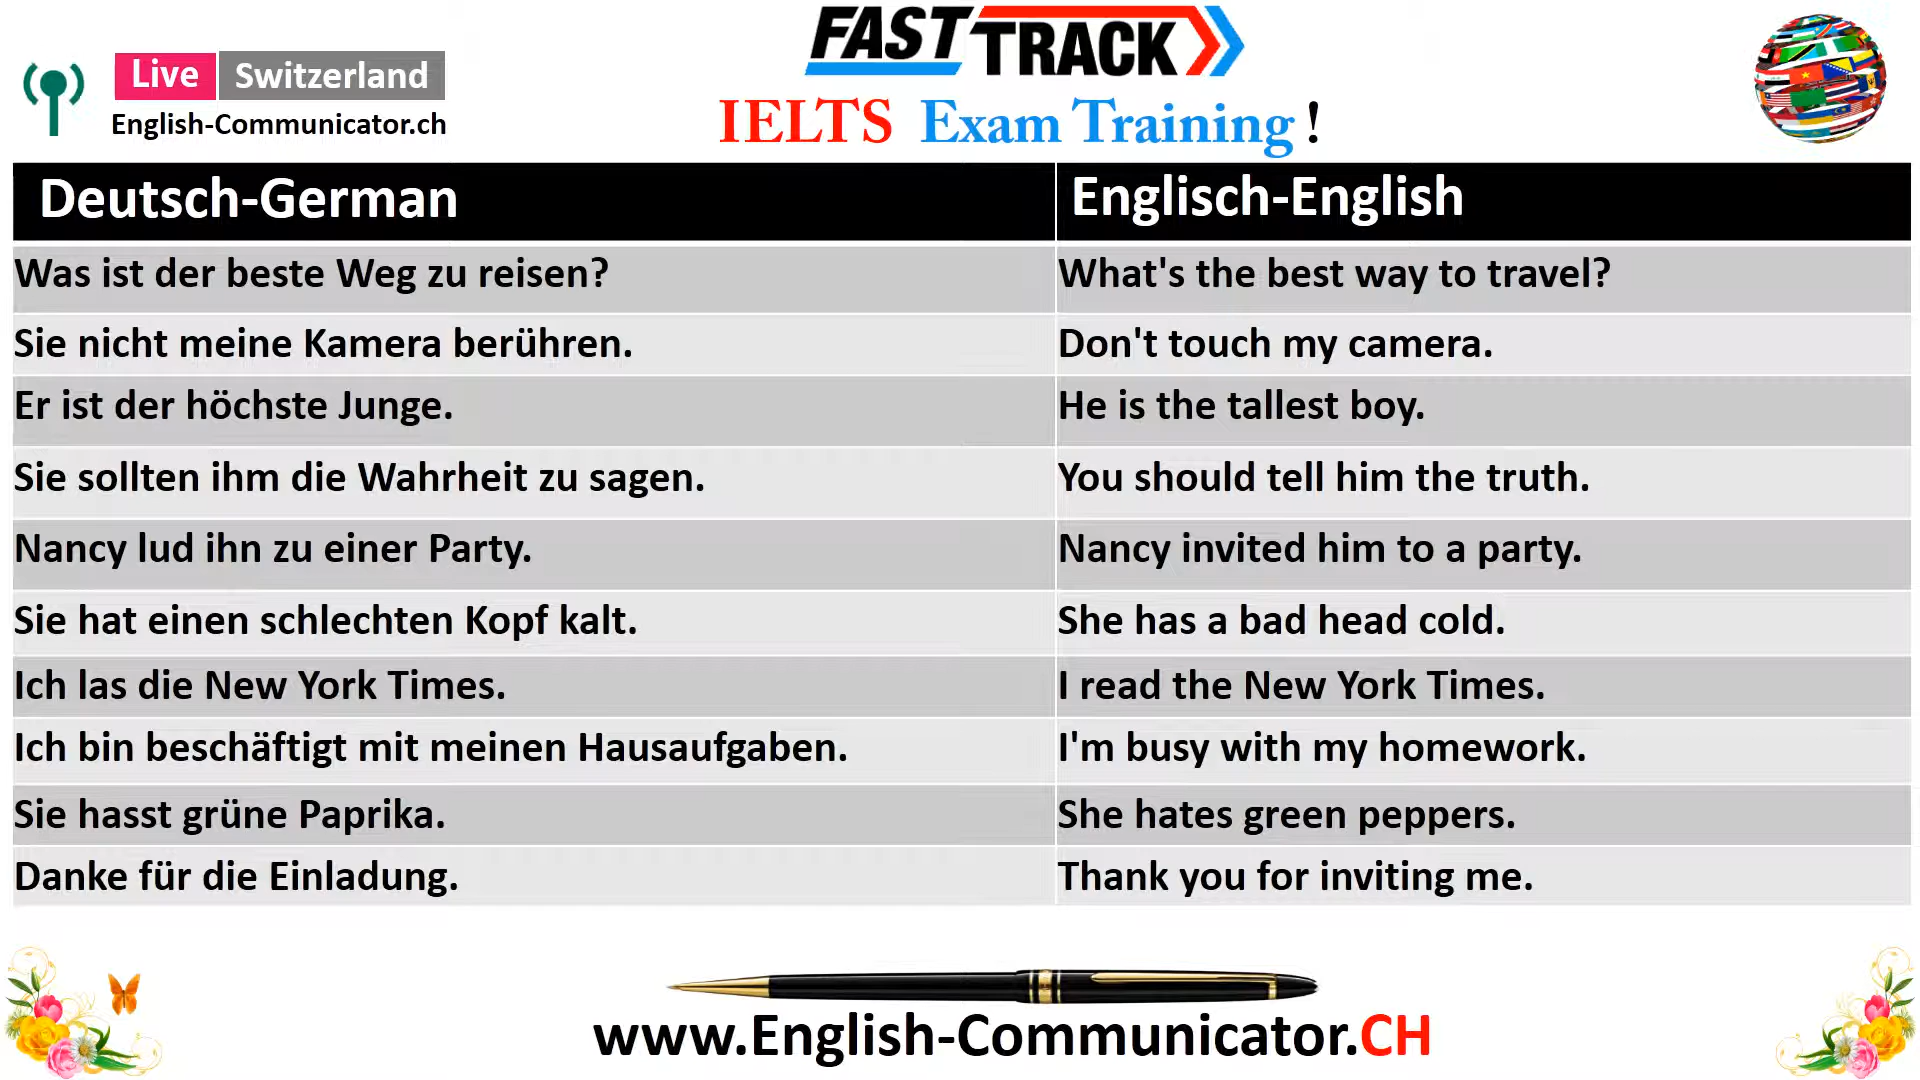 FAST TRACK
Live Switzerland
English-Communicator.ch
IELTS Exam Training !
Deutsch-German Englisch-English
Was ist der beste Weg zu reisen? What's the best way to travel?
Sie nicht meine Kamera berühren. Don't touch my camera.
Er ist der höchste Junge. He is the tallest boy.
Sie sollten ihm die Wahrheit zu sagen. You should tell him the truth.
Nancy lud ihn zu einer Party. Nancy invited him to a party.
Sie hat einen schlechten Kopf kalt. She has a bad head cold.
Ich las die New York Times. I read the New York Times.
Ich bin beschäftigt mit meinen Hausaufgaben. I'm busy with my homework.
Sie hasst grüne Paprika. She hates green peppers.
Danke für die Einladung. Thank you for inviting me.
www.English-Communicator.CH